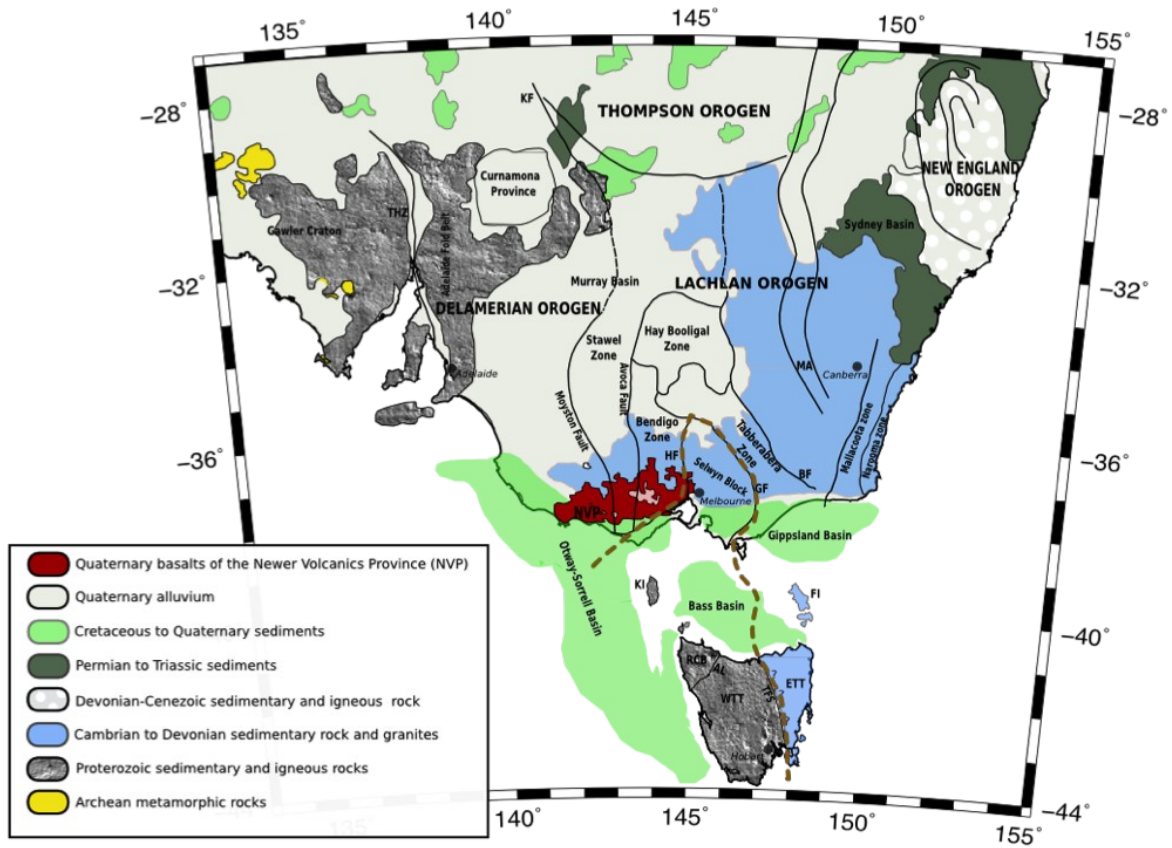 135°
140°
145°
150°
155°
−28°
−28°
KF
THOMPSON OROGEN
NEW ENGLAND
OROGEN
Curnamona
Province
THZ
Gawler Craton
Adelaide Fold Belt
Sydney Basin
−32°
−32°
Murray Basin
LACHLAN OROGEN
DELAMERIAN OROGEN
Hay Booligal
Zone
Stawel
Zone
MA
Canberra
Adelaide
Avoca Fault
Moyston Fault
Mallacoota zone
Narooma zone
Bendigo
Zone
Tabberabera
Zone
−36°
−36°
HF
Selwyn Block
GF
BF
Melbourne
NVP
Gippsland Basin
Otway-Sorrell Basin
KI
FI
Bass Basin
−40°
RCB
AL
WTT
TFS
?
?
ETT
Hobart
−44°
135°
140°
145°
150°
155°
Quaternary basalts of the Newer Volcanics Province (NVP)
Quaternary alluvium
Cretaceous to Quaternary sediments
Permian to Triassic sediments
Devonian-Cenezoic sedimentary and igneous rock
Cambrian to Devonian sedimentary rock and granites
Proterozoic sedimentary and igneous rocks
Archean metamorphic rocks